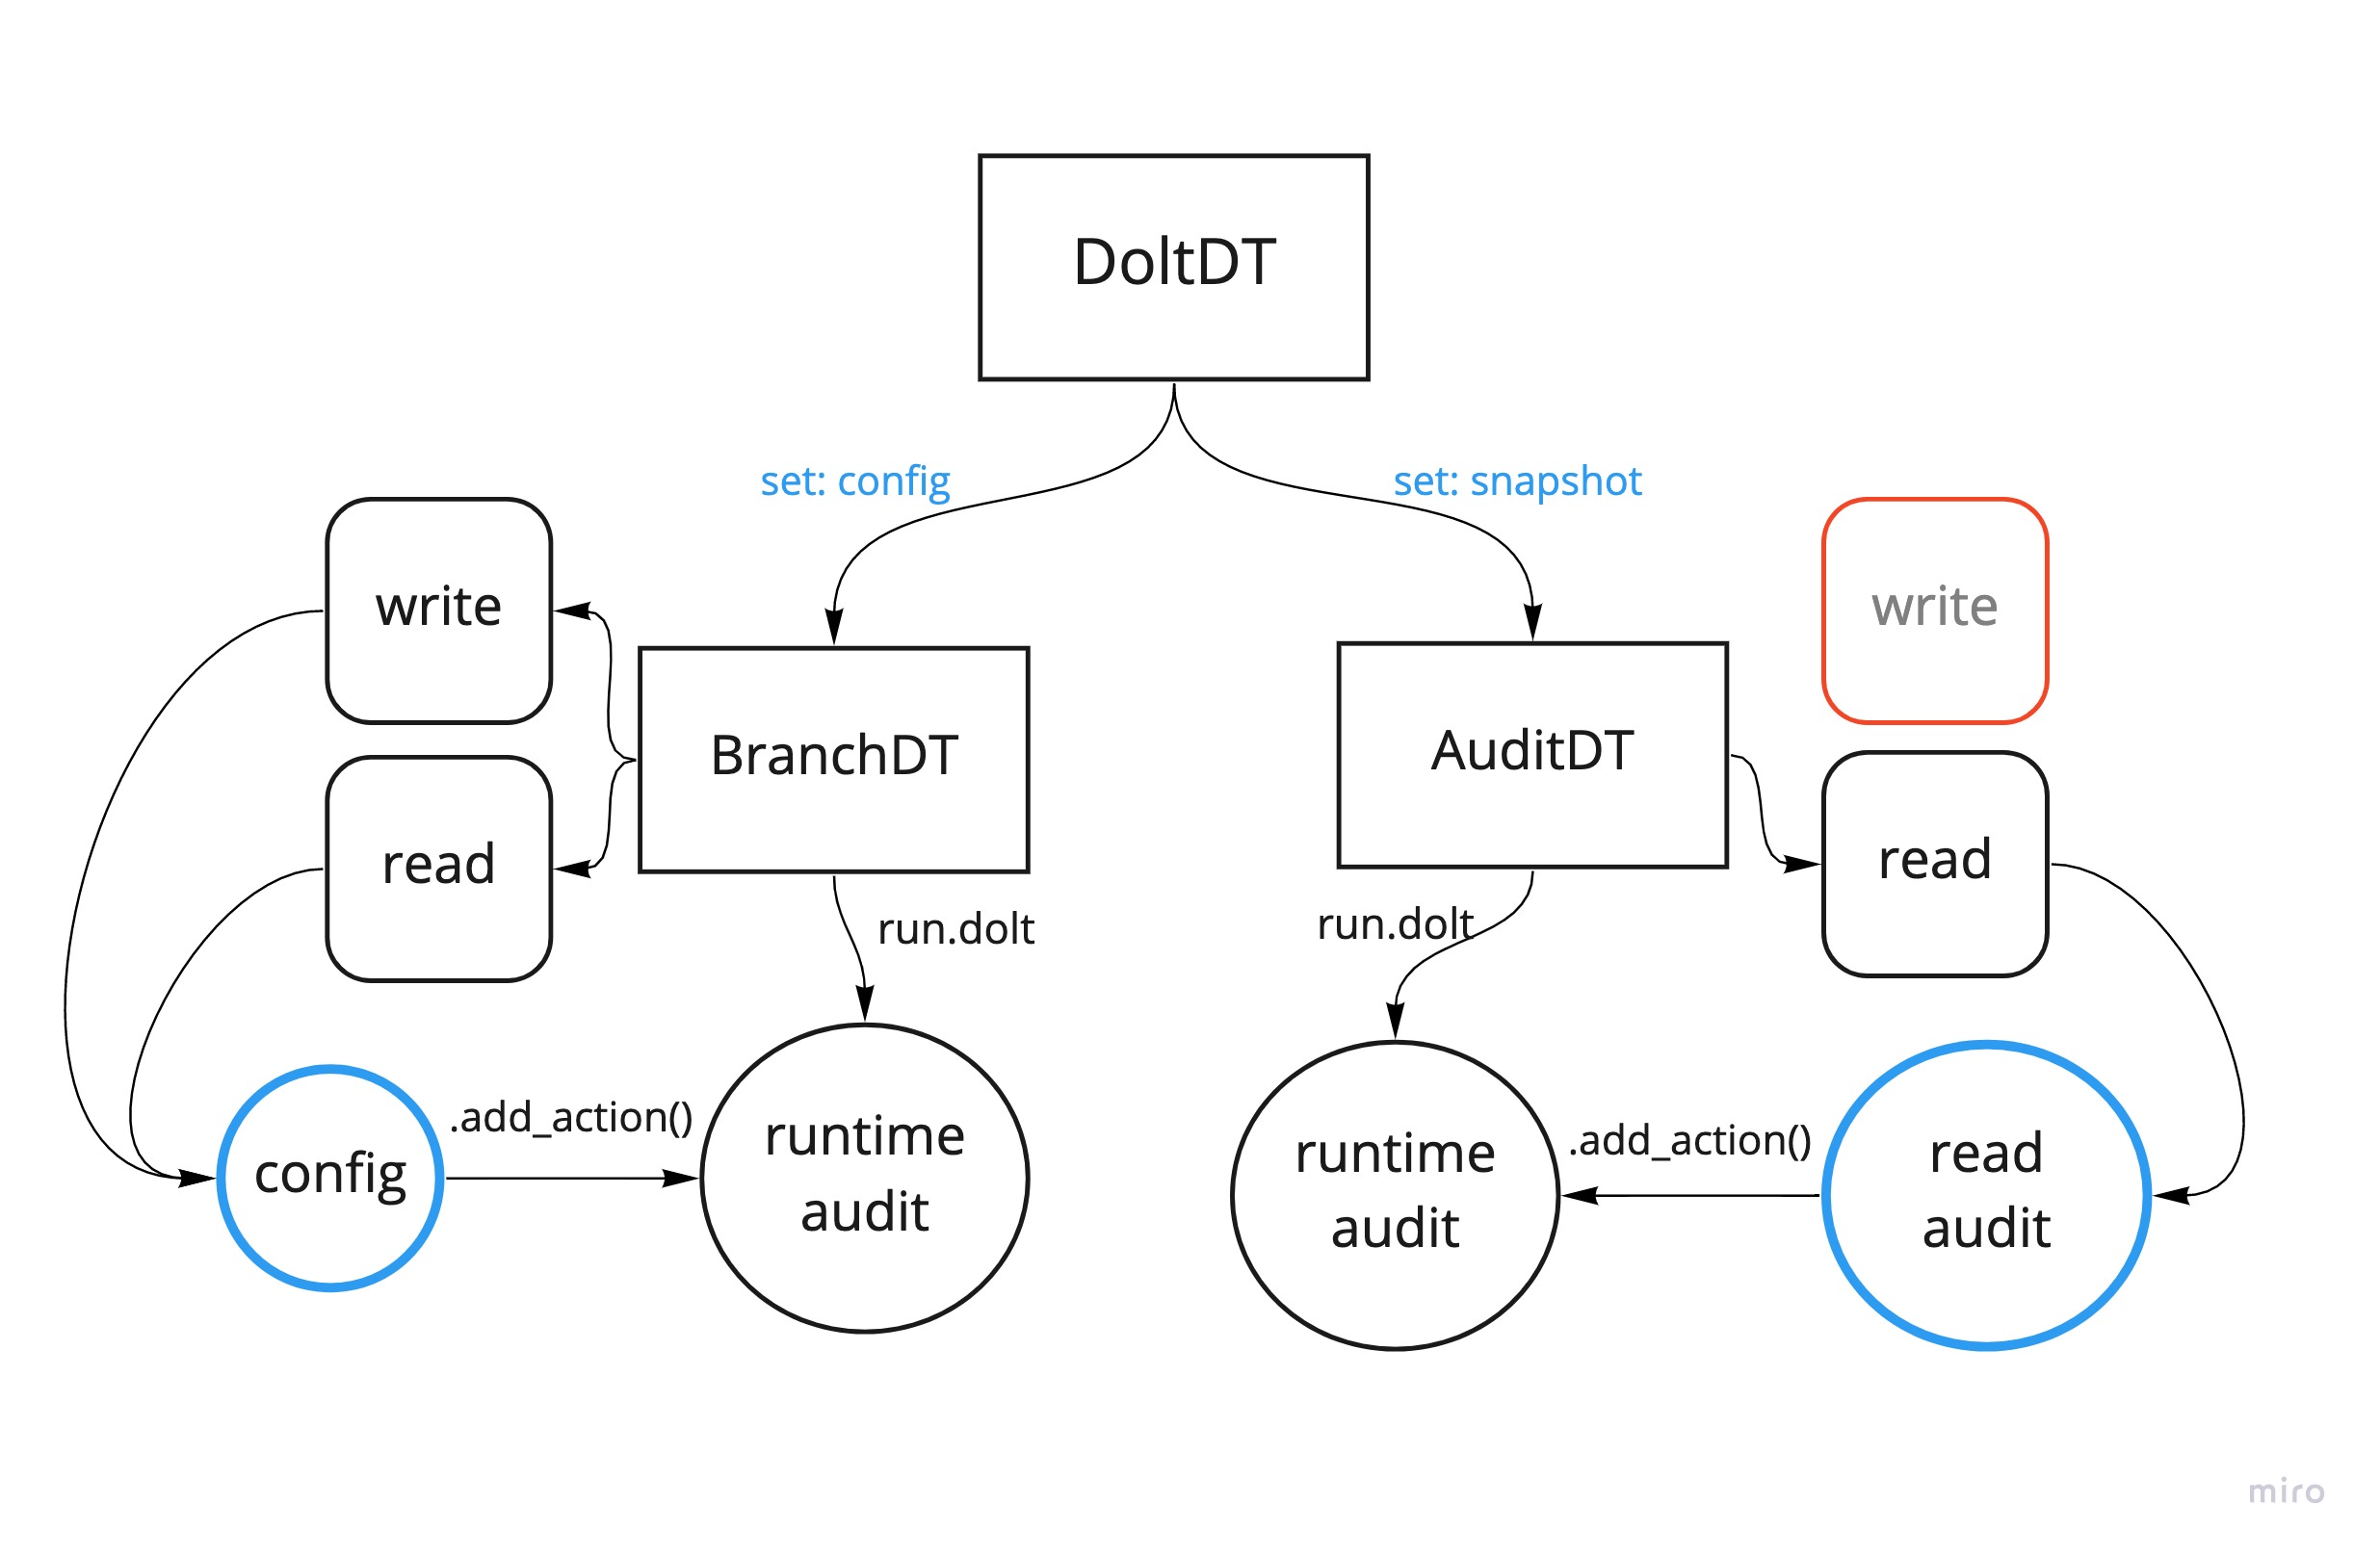 DoltDT
set: config
set: snapshot
write
write
BranchDT
AuditDT
read
read
run.dolt
run.dolt
.add_action()
runtime
audit
config
.add_action()
runtime
audit
read
audit
miro